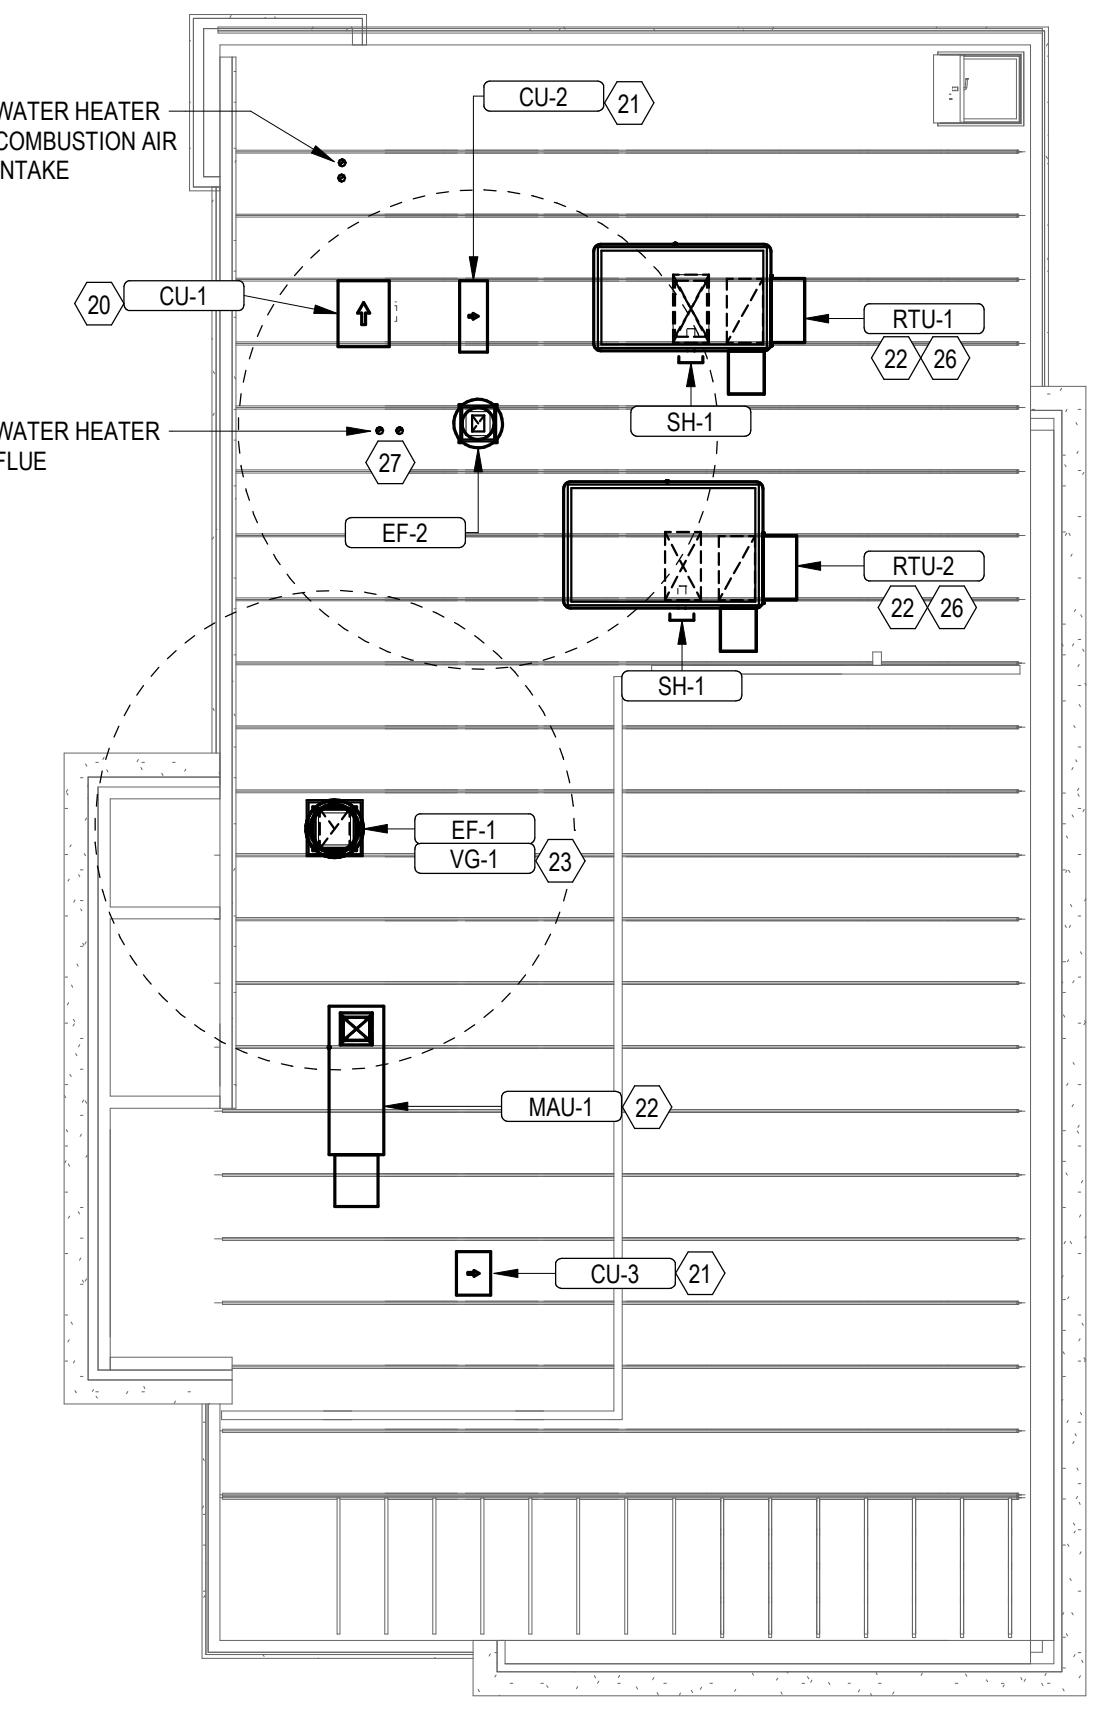 CU-2
21
WATER HEATER
COMBUSTION AIR
INTAKE
20
CU-1
RTU-1
22
26
SH-1
WATER HEATER
FLUE
27
EF-2
RTU-2
22
26
SH-1
EF-1
VG-1
23
MAU-1
22
CU-3
21